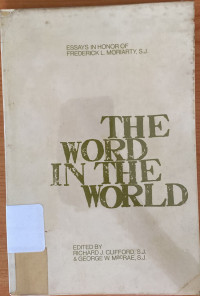 ESSAYS IN HONOR OF
FREDERICK L. MORIARTY, S.J.
THE
WORD
IN THE
WORLD
EDITED BY
RICHARD J. CLIFFORD, S.J.
& GEORGE W. MACRAE, S.J.